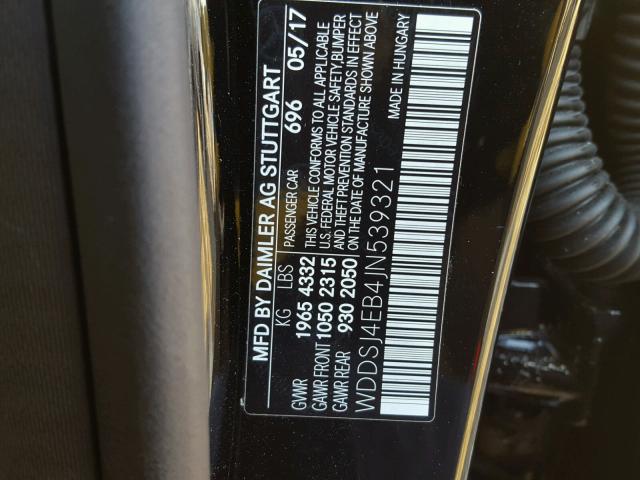 MFD BY DAIMLER AG STUTTGART
KG LBS PASSENGER CAR 696 05/17
GVWR 1965 4332 THIS VEHICLE CONFORMS TO ALL APPLICABLE
GAWR FRONT 1050 2315 U.S. FEDERAL MOTOR VEHICLE SAFETY,BUMPER
GAWR REAR 930 2050 AND THEFT PREVENTION STANDARDS IN EFFECT
ON THE DATE OF MANUFACTURE SHOWN ABOVE
WDDSJ4EB4JN539321 MADE IN HUNGARY